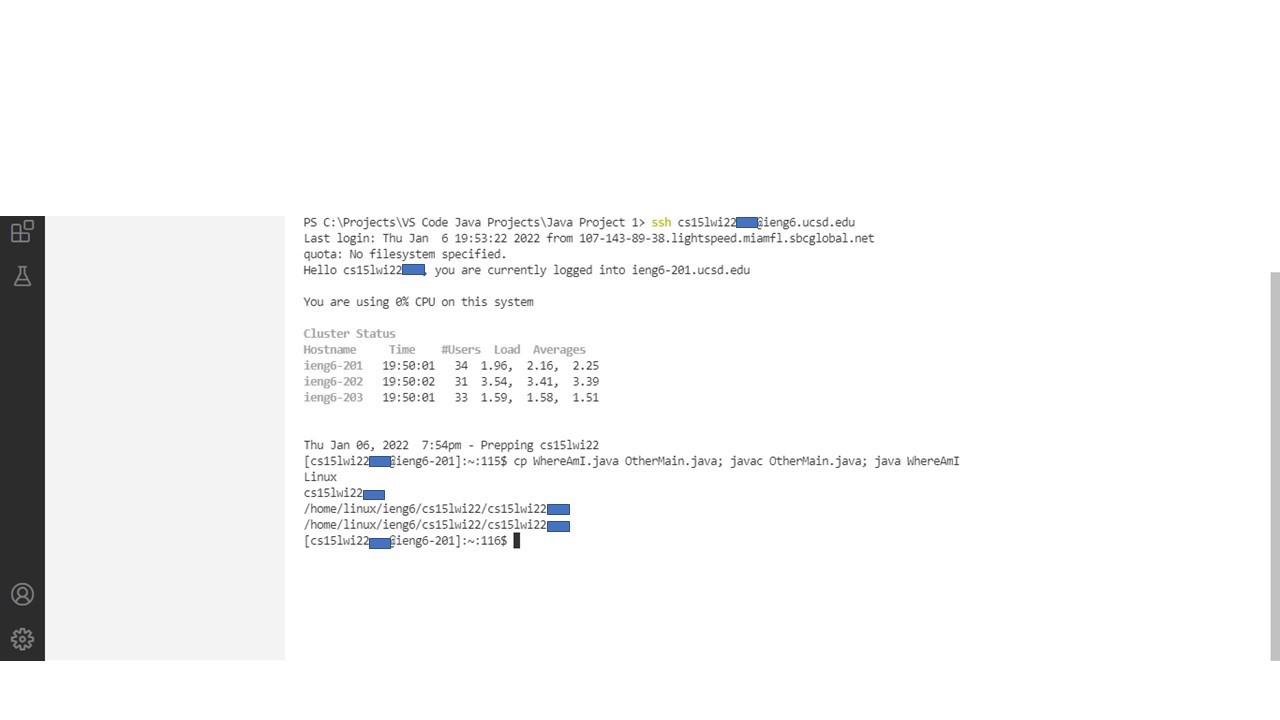 PS C:\Projects\VS Code Java Projects\Java Project 1> ssh cs15lwi22 @ieng6.ucsd.edu
Last login: Thu Jan  6 19:53:22 2022 from 107-143-89-38.lightspeed.miamfl.sbcglobal.net
quota: No filesystem specified.
Hello cs15lwi22 , you are currently logged into ieng6-201.ucsd.edu
You are using 0% CPU on this system
Cluster Status
Hostname     Time    #Users  Load  Averages
ieng6-201   19:50:01   34  1.96,  2.16,  2.25
ieng6-202   19:50:02   31  3.54,  3.41,  3.39
ieng6-203   19:50:01   33  1.59,  1.58,  1.51
Thu Jan 06, 2022  7:54pm - Prepping cs15lwi22
[cs15lwi22 @ieng6-201]:~:115$ cp WhereAmI.java OtherMain.java; javac OtherMain.java; java WhereAmI
Linux
cs15lwi22
/home/linux/ieng6/cs15lwi22/cs15lwi22
/home/linux/ieng6/cs15lwi22/cs15lwi22
[cs15lwi22 @ieng6-201]:~:116$